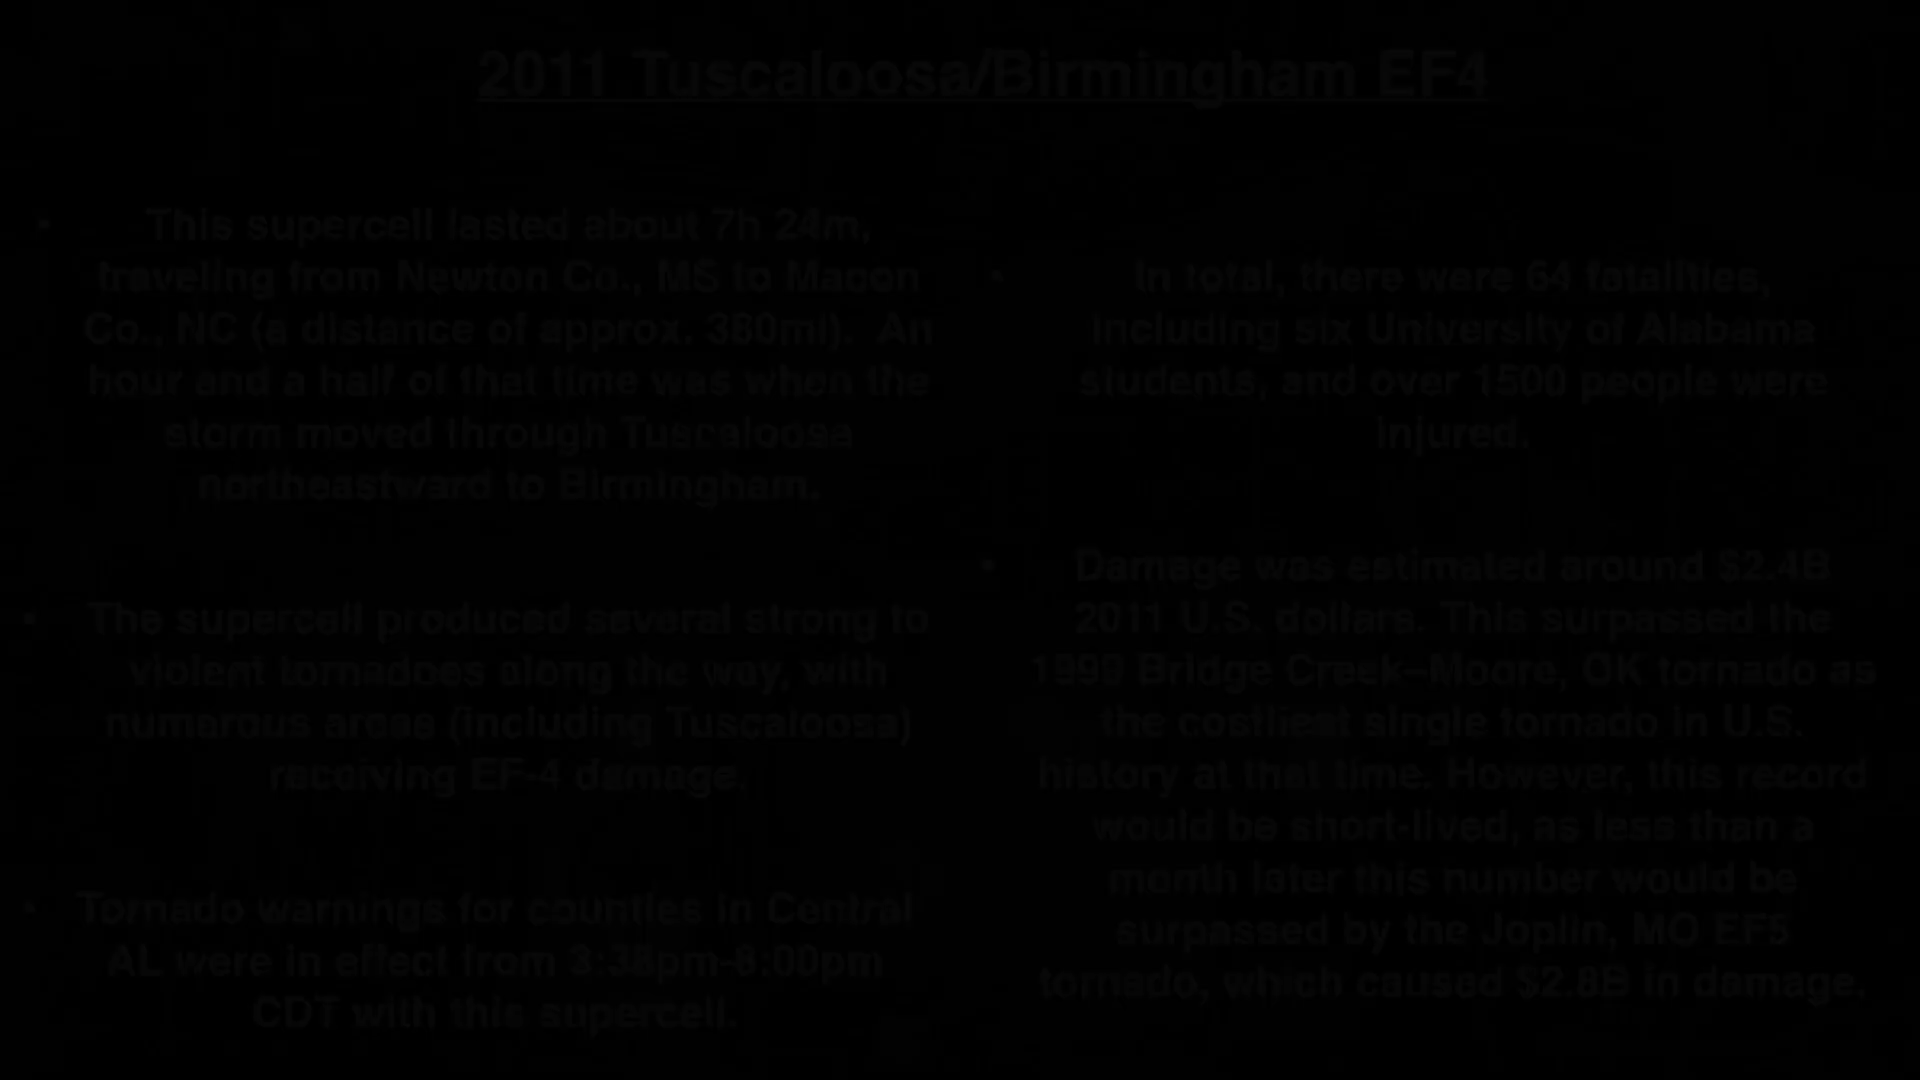 2011 Tuscaloosa/Birmingham EF4
• This supercell lasted about 7h 24m,
traveling from Newton Co., MS to Macon
Co., NC (a distance of approx. 380mi). An
hour and a half of that time was when the
storm moved through Tuscaloosa
northeastward to Birmingham.
• The supercell produced several strong to
violent tornadoes along the way, with
numerous areas (including Tuscaloosa)
receiving EF-4 damage.
• Tornado warnings for counties in Central
AL were in effect from 3:38pm-8:00pm
CDT with this supercell.
• In total, there were 64 fatalities,
including six University of Alabama
students, and over 1500 people were
injured.
• Damage was estimated around $2.4B
2011 U.S. dollars. This surpassed the
1999 Bridge Creek–Moore, OK tornado as
the costliest single tornado in U.S.
history at that time. However, this record
would be short-lived, as less than a
month later this number would be
surpassed by the Joplin, MO EF5
tornado, which caused $2.8B in damage.